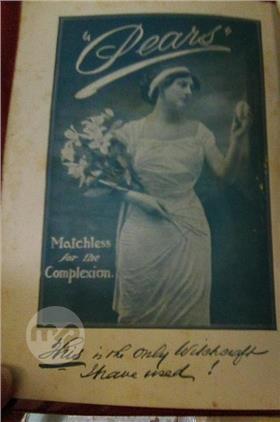 "Pears"
Matchless
for the
Complexion.
This is the only Witchcraft
I have used!